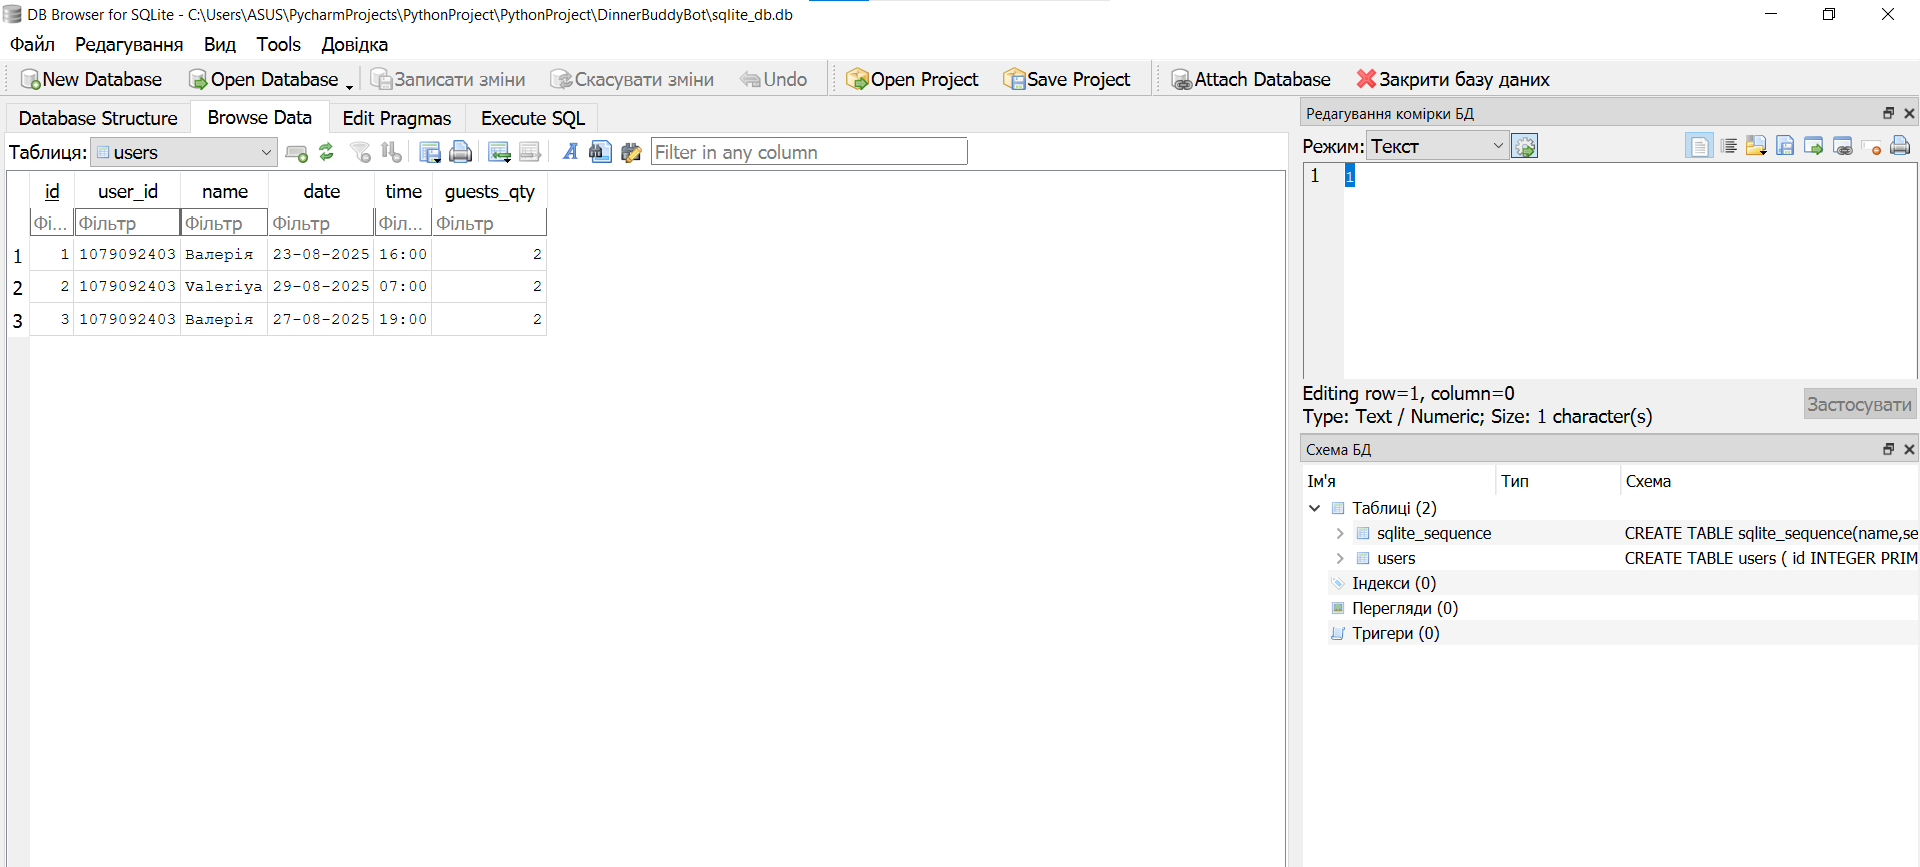 DB Browser for SQLite - C:\Users\ASUS\PycharmProjects\PythonProject\PythonProject\DinnerBuddyBot\sqlite_db.db
Файл Редагування Вид Tools Довідка
New Database Open Database Записати зміни Скасувати зміни Undo Open Project Save Project Attach Database Закрити базу даних
Database Structure Browse Data Edit Pragmas Execute SQL
Таблиця: users Filter in any column
id user_id name date time guests_qty
Фі... Фільтр Фільтр Фільтр Філ... Фільтр
1 1 1079092403 Валерія 23-08-2025 16:00 2
2 2 1079092403 Valeriya 29-08-2025 07:00 2
3 3 1079092403 Валерія 27-08-2025 19:00 2
Редагування комірки БД
Режим: Текст
1 1
Editing row=1, column=0
Type: Text / Numeric; Size: 1 character(s)
Застосувати
Схема БД
Ім'я Тип Схема
Таблиці (2)
sqlite_sequence CREATE TABLE sqlite_sequence(name,se
users CREATE TABLE users ( id INTEGER PRIM
Індекси (0)
Перегляди (0)
Тригери (0)